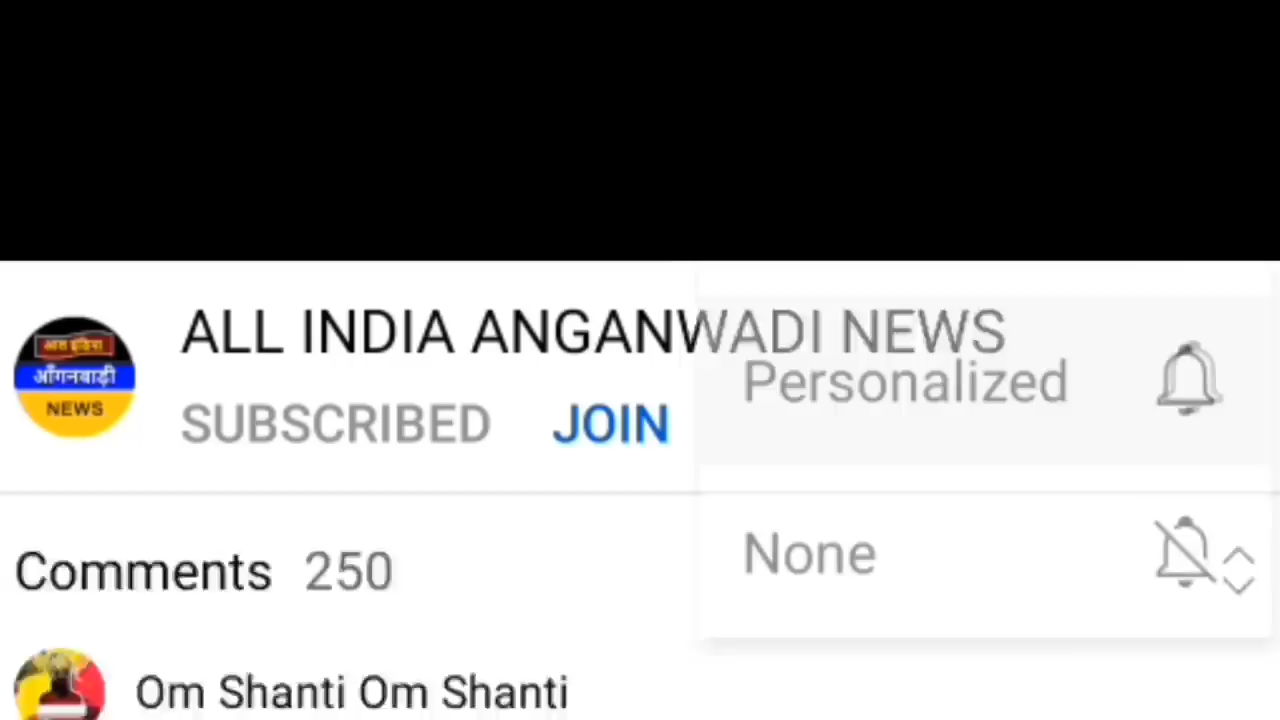 ALL INDIA ANGANWADI NEWS
SUBSCRIBED JOIN
Personalized
None
Comments 250
Om Shanti Om Shanti
आल इंडिया
आँगनवाड़ी
NEWS